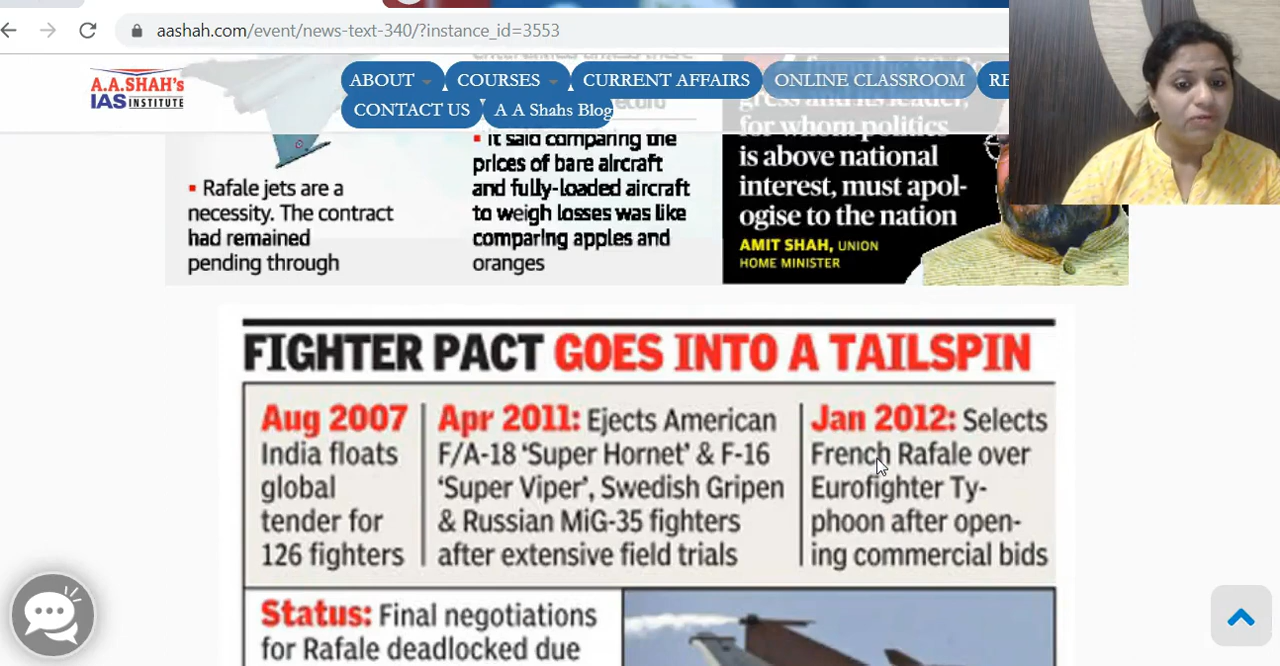 aashah.com/event/news-text-340/?instance_id=3553
A.A.SHAH's
IAS INSTITUTE
ABOUT
COURSES
CURRENT AFFAIRS
ONLINE CLASSROOM
RE
CONTACT US
A A Shahs Blog
▪ Rafale jets are a
necessity. The contract
had remained
pending through
▪ It said comparing the
prices of bare aircraft
and fully-loaded aircraft
to weigh losses was like
comparing apples and
oranges
gress and its leader,
for whom politics
is above national
interest, must apol-
ogise to the nation
AMIT SHAH, UNION
HOME MINISTER
FIGHTER PACT GOES INTO A TAILSPIN
Aug 2007
India floats
global
tender for
126 fighters
Apr 2011: Ejects American
F/A-18 ‘Super Hornet’ & F-16
‘Super Viper’, Swedish Gripen
& Russian MiG-35 fighters
after extensive field trials
Jan 2012: Selects
French Rafale over
Eurofighter Ty-
phoon after open-
ing commercial bids
Status: Final negotiations
for Rafale deadlocked due